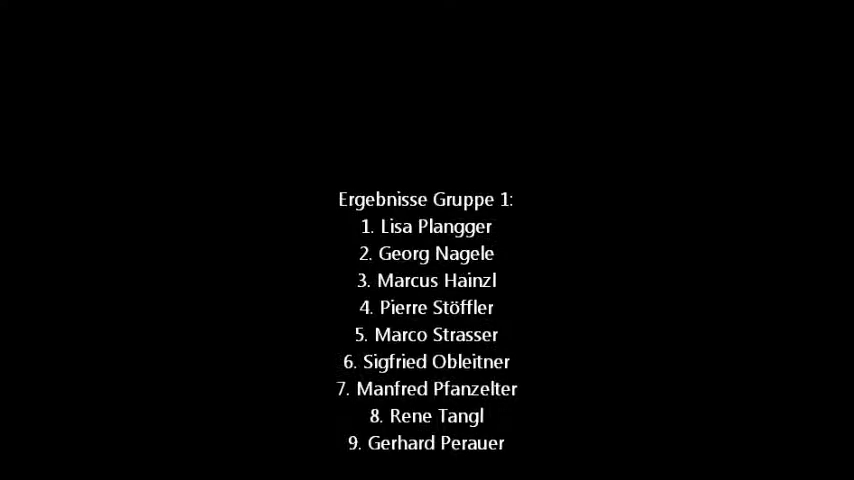 Ergebnisse Gruppe 1:
1. Lisa Plangger
2. Georg Nagele
3. Marcus Hainzl
4. Pierre Stöffler
5. Marco Strasser
6. Sigfried Obleitner
7. Manfred Pfanzelter
8. Rene Tangl
9. Gerhard Perauer